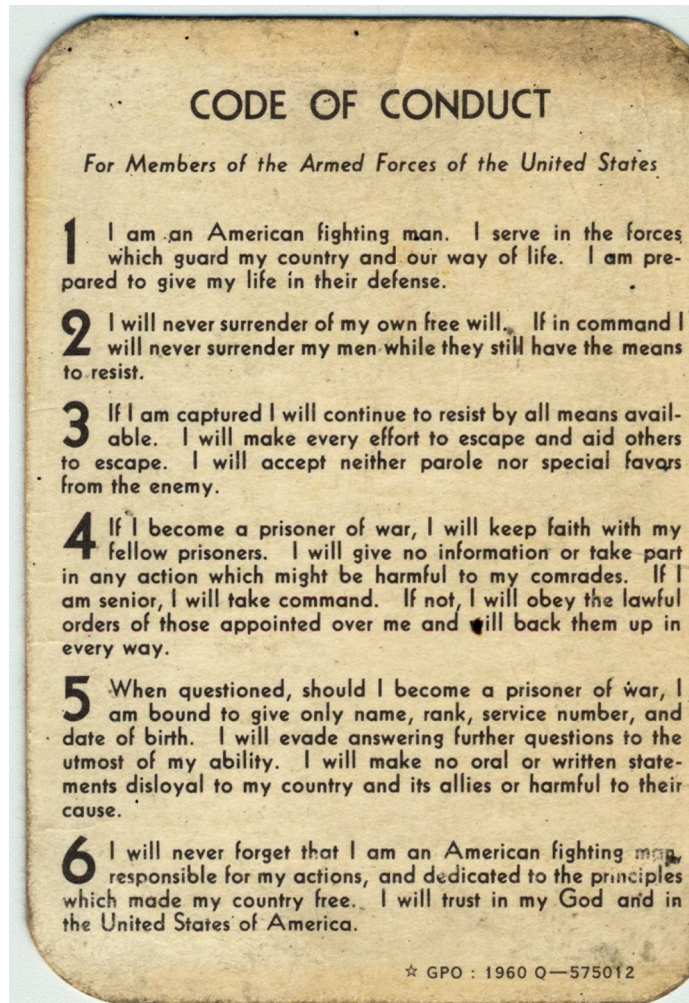 CODE OF CONDUCT
For Members of the Armed Forces of the United States
1 I am an American fighting man. I serve in the forces
which guard my country and our way of life. I am pre-
pared to give my life in their defense.
2 I will never surrender of my own free will. If in command I
will never surrender my men while they still have the means
to resist.
3 If I am captured I will continue to resist by all means avail-
able. I will make every effort to escape and aid others
to escape. I will accept neither parole nor special favors
from the enemy.
4 If I become a prisoner of war, I will keep faith with my
fellow prisoners. I will give no information or take part
in any action which might be harmful to my comrades. If I
am senior, I will take command. If not, I will obey the lawful
orders of those appointed over me and will back them up in
every way.
5 When questioned, should I become a prisoner of war, I
am bound to give only name, rank, service number, and
date of birth. I will evade answering further questions to the
utmost of my ability. I will make no oral or written state-
ments disloyal to my country and its allies or harmful to their
cause.
6 I will never forget that I am an American fighting man,
responsible for my actions, and dedicated to the principles
which made my country free. I will trust in my God and in
the United States of America.
☆ GPO : 1960 Q—575012